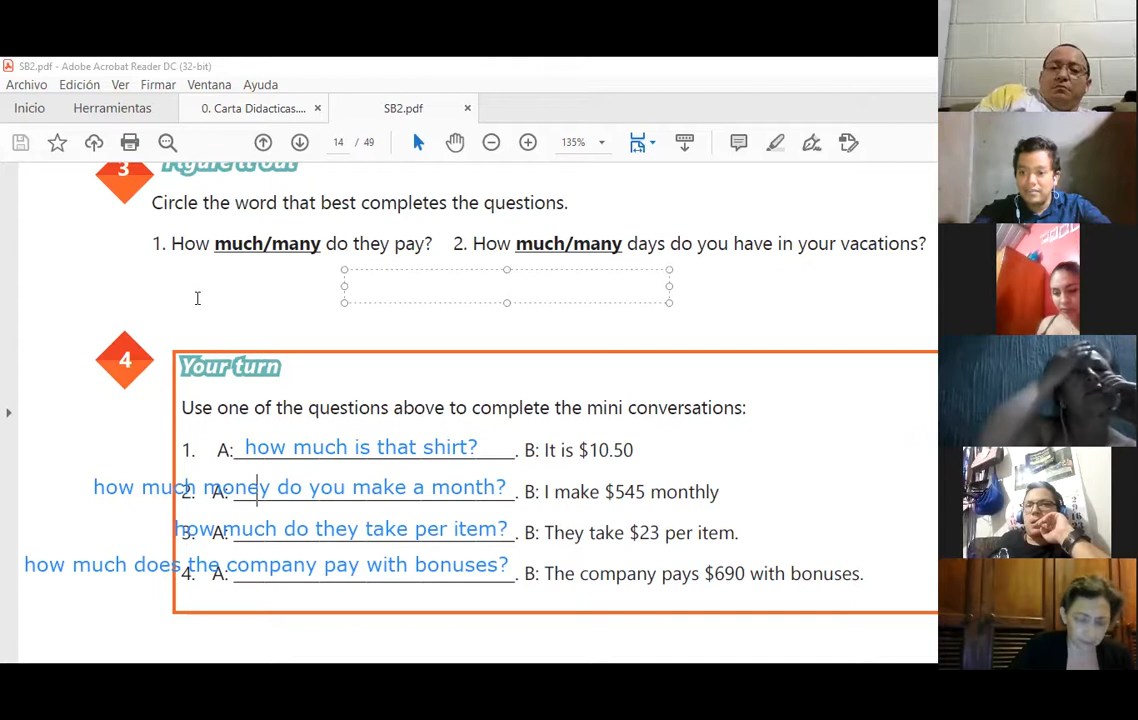 SB2.pdf - Adobe Acrobat Reader DC (32-bit)
Archivo Edición Ver Firmar Ventana Ayuda
Inicio Herramientas 0. Carta Didacticas.... × SB2.pdf ×
14 / 49 135%
3 Figure it out
Circle the word that best completes the questions.
1. How much/many do they pay? 2. How much/many days do you have in your vacations?
4 Your turn
Use one of the questions above to complete the mini conversations:
1. A: how much is that shirt? . B: It is $10.50
2. A: how much money do you make a month? . B: I make $545 monthly
3. A: how much do they take per item? . B: They take $23 per item.
4. A: how much does the company pay with bonuses? . B: The company pays $690 with bonuses.